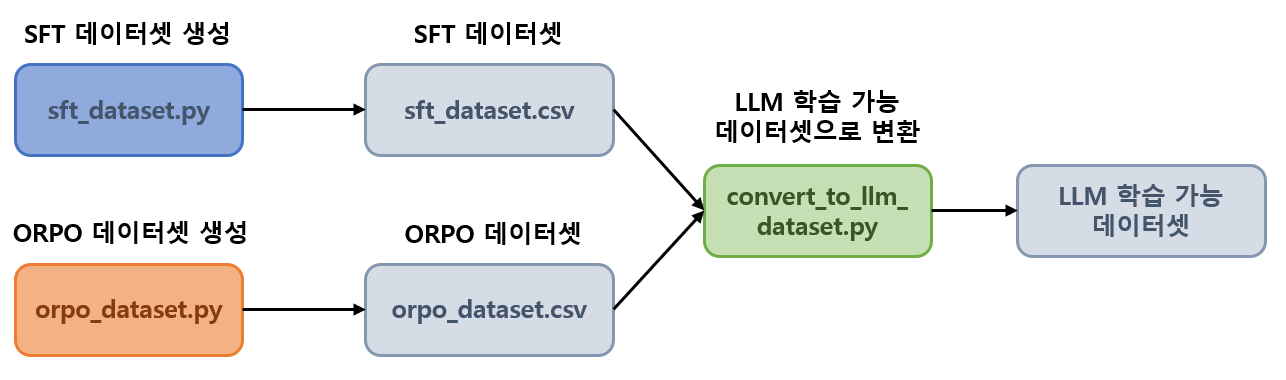 SFT 데이터셋 생성
sft_dataset.py
SFT 데이터셋
sft_dataset.csv
ORPO 데이터셋 생성
orpo_dataset.py
ORPO 데이터셋
orpo_dataset.csv
LLM 학습 가능
데이터셋으로 변환
convert_to_llm_
dataset.py
LLM 학습 가능
데이터셋